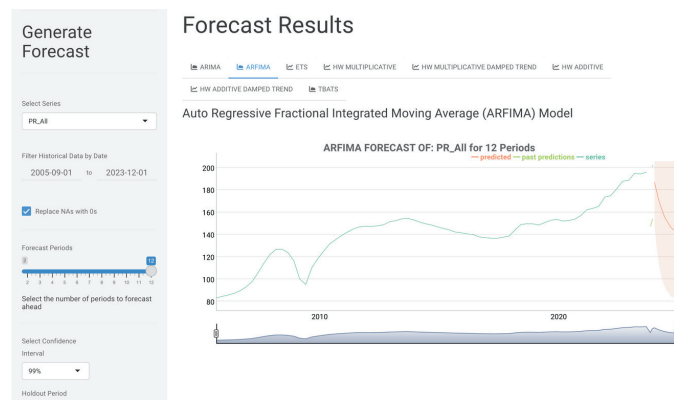 Generate
Forecast
Select Series
PR_All
Filter Historical Data by Date
2005-09-01 to 2023-12-01
Replace NAs with 0s
Forecast Periods
2 12
2 3 4 5 6 7 8 9 10 11 12
Select the number of periods to forecast
ahead
Select Confidence
Interval
99%
Holdout Period
Forecast Results
ARIMA ARFIMA ETS HW MULTIPLICATIVE HW MULTIPLICATIVE DAMPED TREND HW ADDITIVE
HW ADDITIVE DAMPED TREND TBATS
Auto Regressive Fractional Integrated Moving Average (ARFIMA) Model
ARFIMA FORECAST OF: PR_All for 12 Periods
predicted past predictions series
200
180
160
140
120
100
80
2010 2020